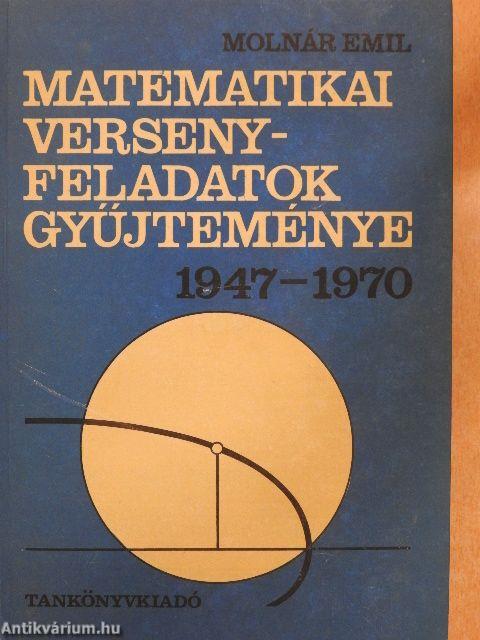 MOLNÁR EMIL
MATEMATIKAI
VERSENY-
FELADATOK
GYŰJTEMÉNYE
1947–1970
TANKÖNYVKIADÓ
Antikvárium.hu